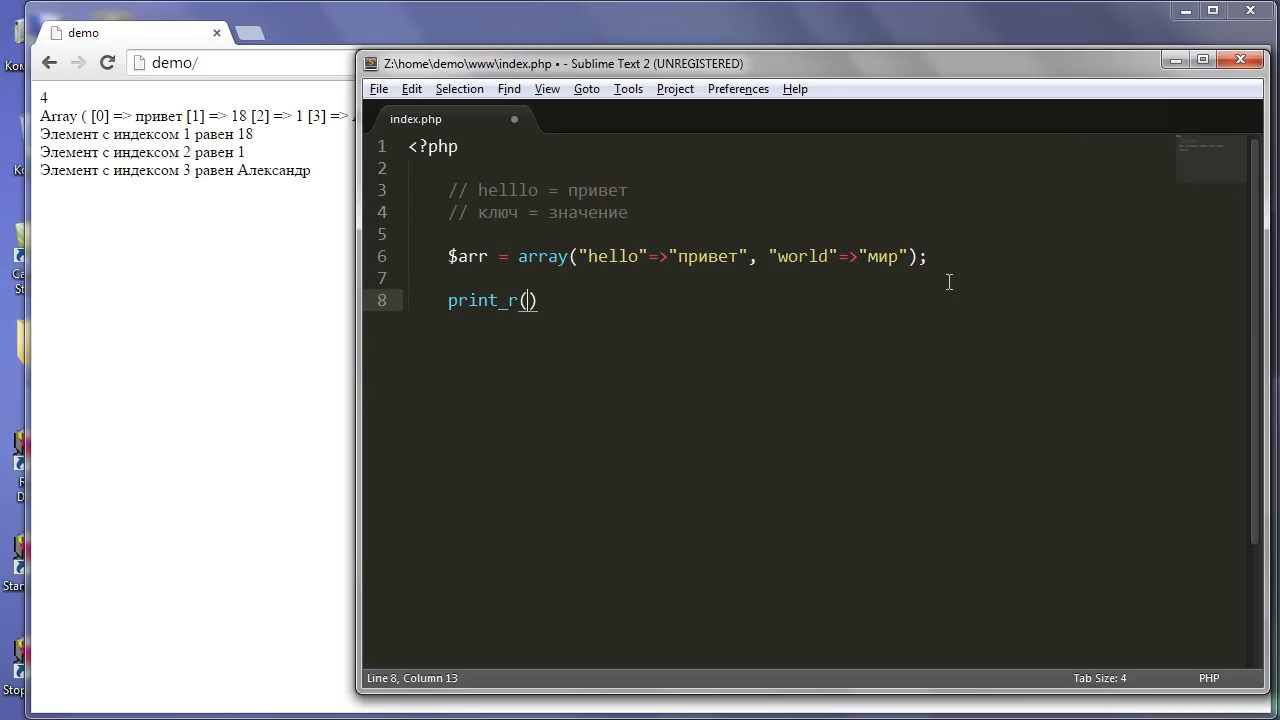 demo
demo/
4
Array ( [0] => привет [1] => 18 [2] => 1 [3] =>
Элемент с индексом 1 равен 18
Элемент с индексом 2 равен 1
Элемент с индексом 3 равен Александр
Z:\home\demo\www\index.php • - Sublime Text 2 (UNREGISTERED)
File Edit Selection Find View Goto Tools Project Preferences Help
index.php
1 <?php
2
3 // helllo = привет
4 // ключ = значение
5
6 $arr = array("hello"=>"привет", "world"=>"мир");
7
8 print_r()
Line 8, Column 13
Tab Size: 4
PHP